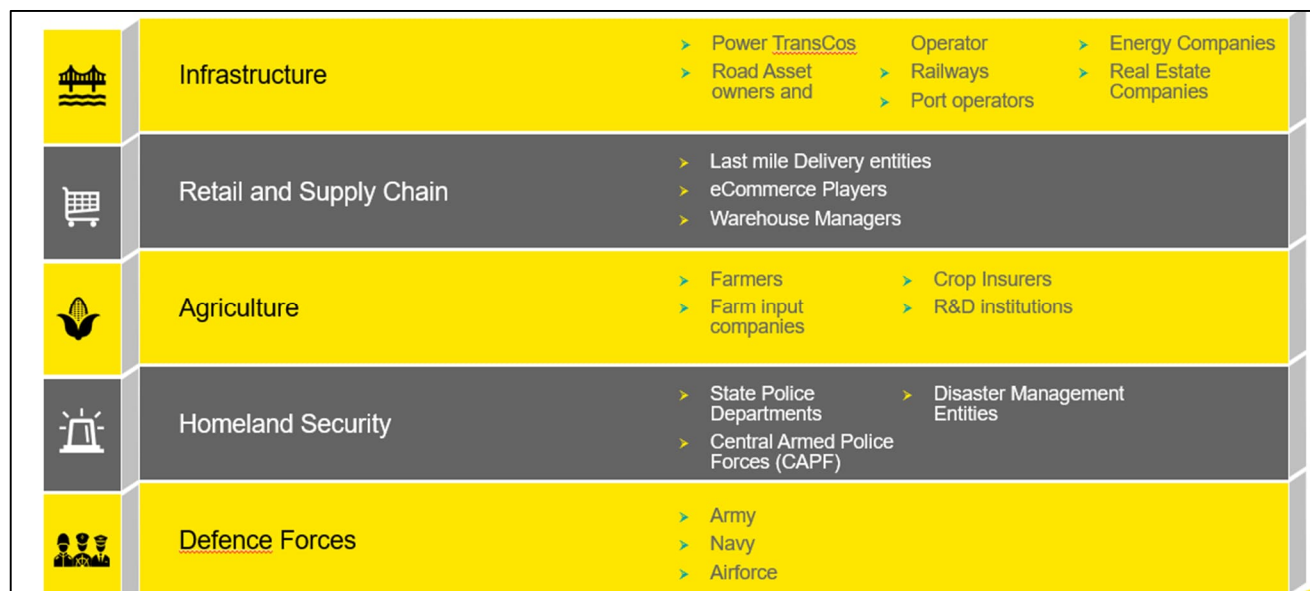 Infrastructure
➢ Power TransCos
➢ Road Asset
owners and
Operator
➢ Railways
➢ Port operators
➢ Energy Companies
➢ Real Estate
Companies
Retail and Supply Chain
➢ Last mile Delivery entities
➢ eCommerce Players
➢ Warehouse Managers
Agriculture
➢ Farmers
➢ Farm input
companies
➢ Crop Insurers
➢ R&D institutions
Homeland Security
➢ State Police
Departments
➢ Central Armed Police
Forces (CAPF)
➢ Disaster Management
Entities
Defence Forces
➢ Army
➢ Navy
➢ Airforce